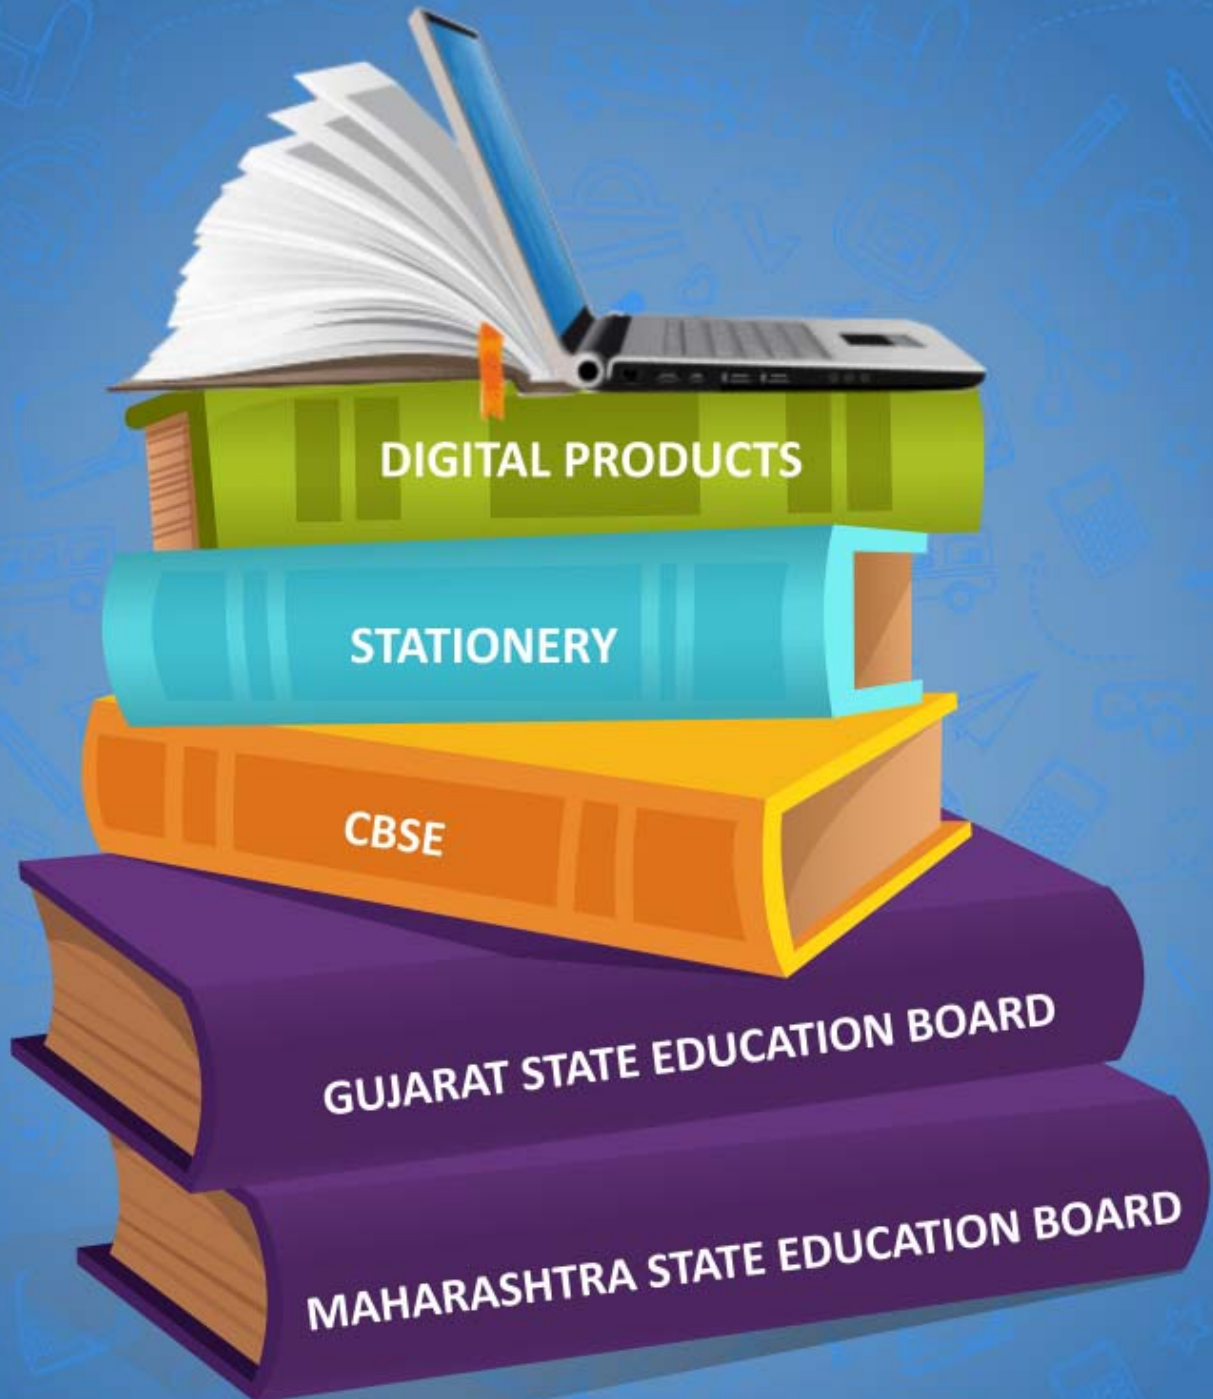 DIGITAL PRODUCTS
STATIONERY
CBSE
GUJARAT STATE EDUCATION BOARD
MAHARASHTRA STATE EDUCATION BOARD